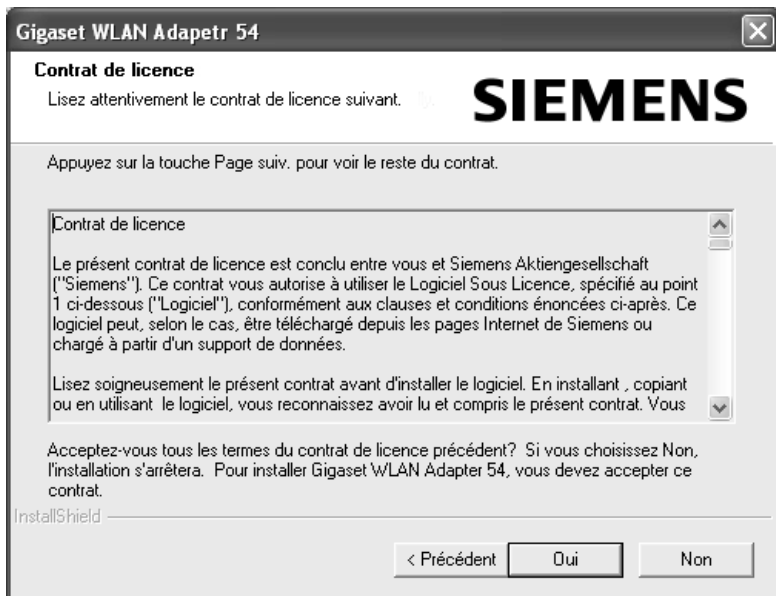 Gigaset WLAN Adapetr 54
Contrat de licence
Lisez attentivement le contrat de licence suivant.
SIEMENS
Appuyez sur la touche Page suiv. pour voir le reste du contrat.
Contrat de licence
Le présent contrat de licence est conclu entre vous et Siemens Aktiengesellschaft
("Siemens"). Ce contrat vous autorise à utiliser le Logiciel Sous Licence, spécifié au point
1 ci-dessous ("Logiciel"), conformément aux clauses et conditions énoncées ci-après. Ce
logiciel peut, selon le cas, être téléchargé depuis les pages Internet de Siemens ou
chargé à partir d'un support de données.
Lisez soigneusement le présent contrat avant d'installer le logiciel. En installant , copiant
ou en utilisant  le logiciel, vous reconnaissez avoir lu et compris le présent contrat. Vous
Acceptez-vous tous les termes du contrat de licence précédent?  Si vous choisissez Non,
l'installation s'arrêtera.  Pour installer Gigaset WLAN Adapter 54, vous devez accepter ce
contrat.
InstallShield
< Précédent
Oui
Non